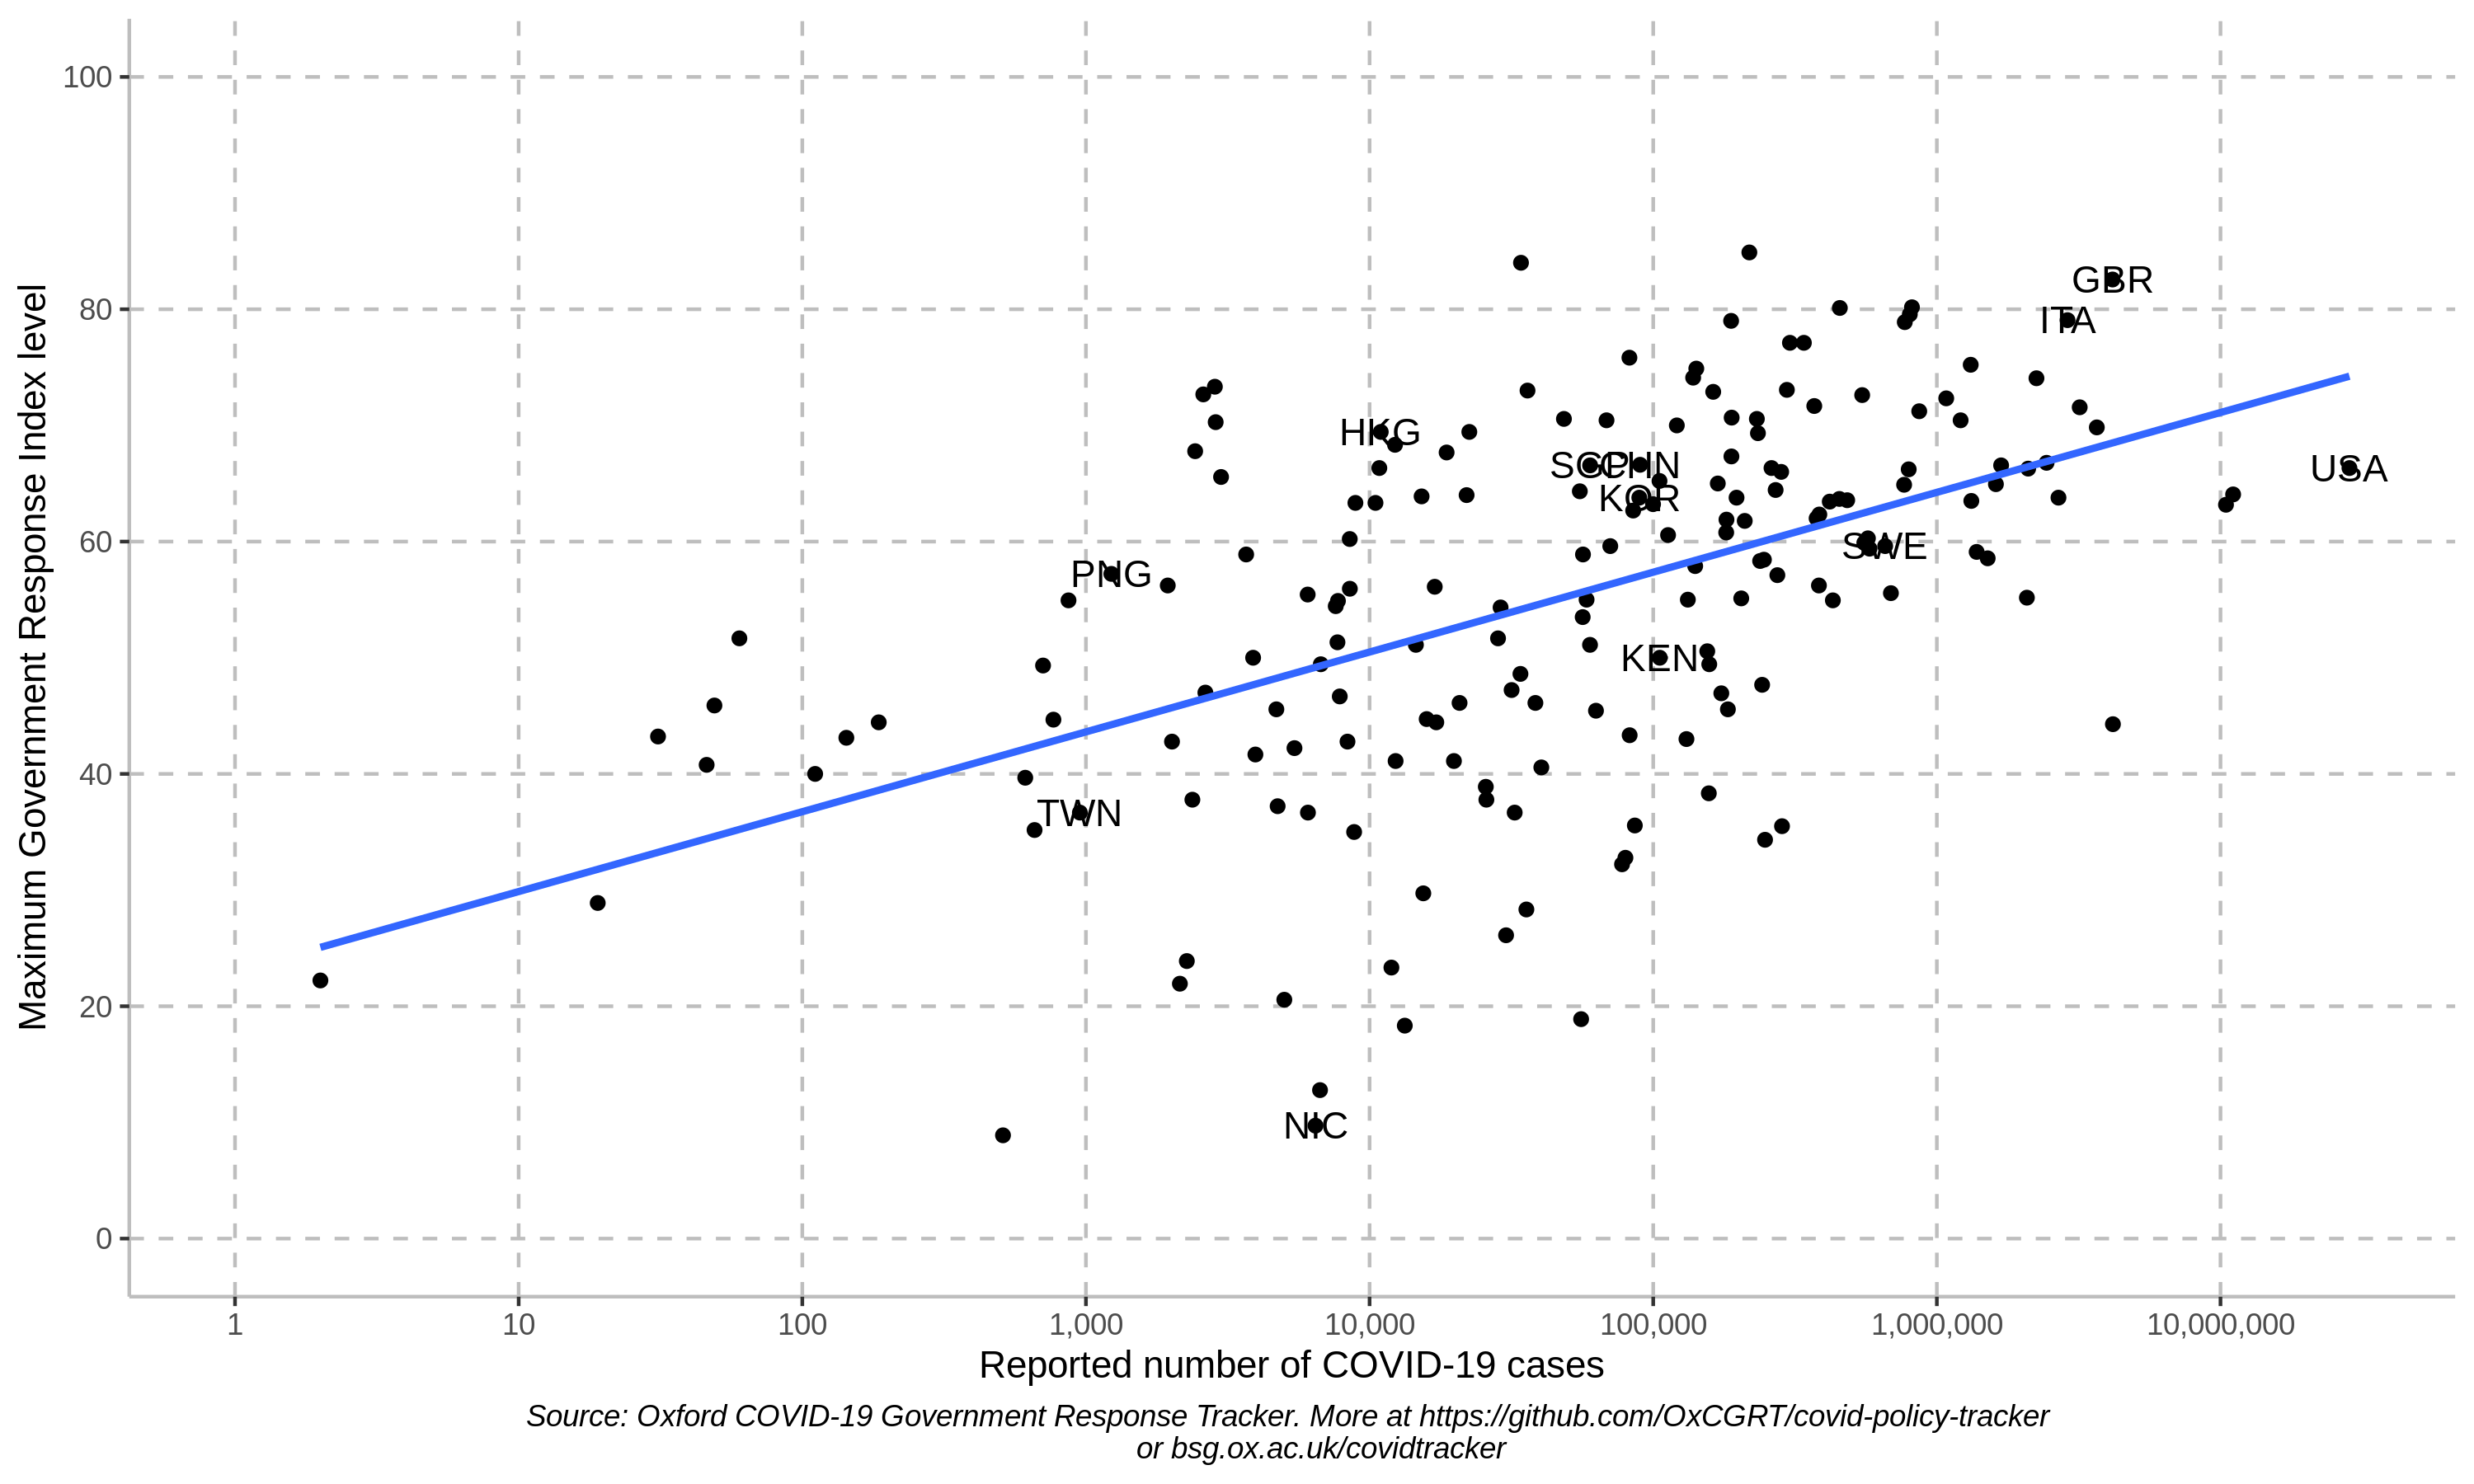 Maximum Government Response Index level
100
80
60
40
20
0
GBR
ITA
HKG
SGP
CHN
USA
KOR
SWE
PNG
KEN
TWN
NIC
1
10
100
1,000
10,000
100,000
1,000,000
10,000,000
Reported number of COVID-19 cases
Source: Oxford COVID-19 Government Response Tracker. More at https://github.com/OxCGRT/covid-policy-tracker
or bsg.ox.ac.uk/covidtracker